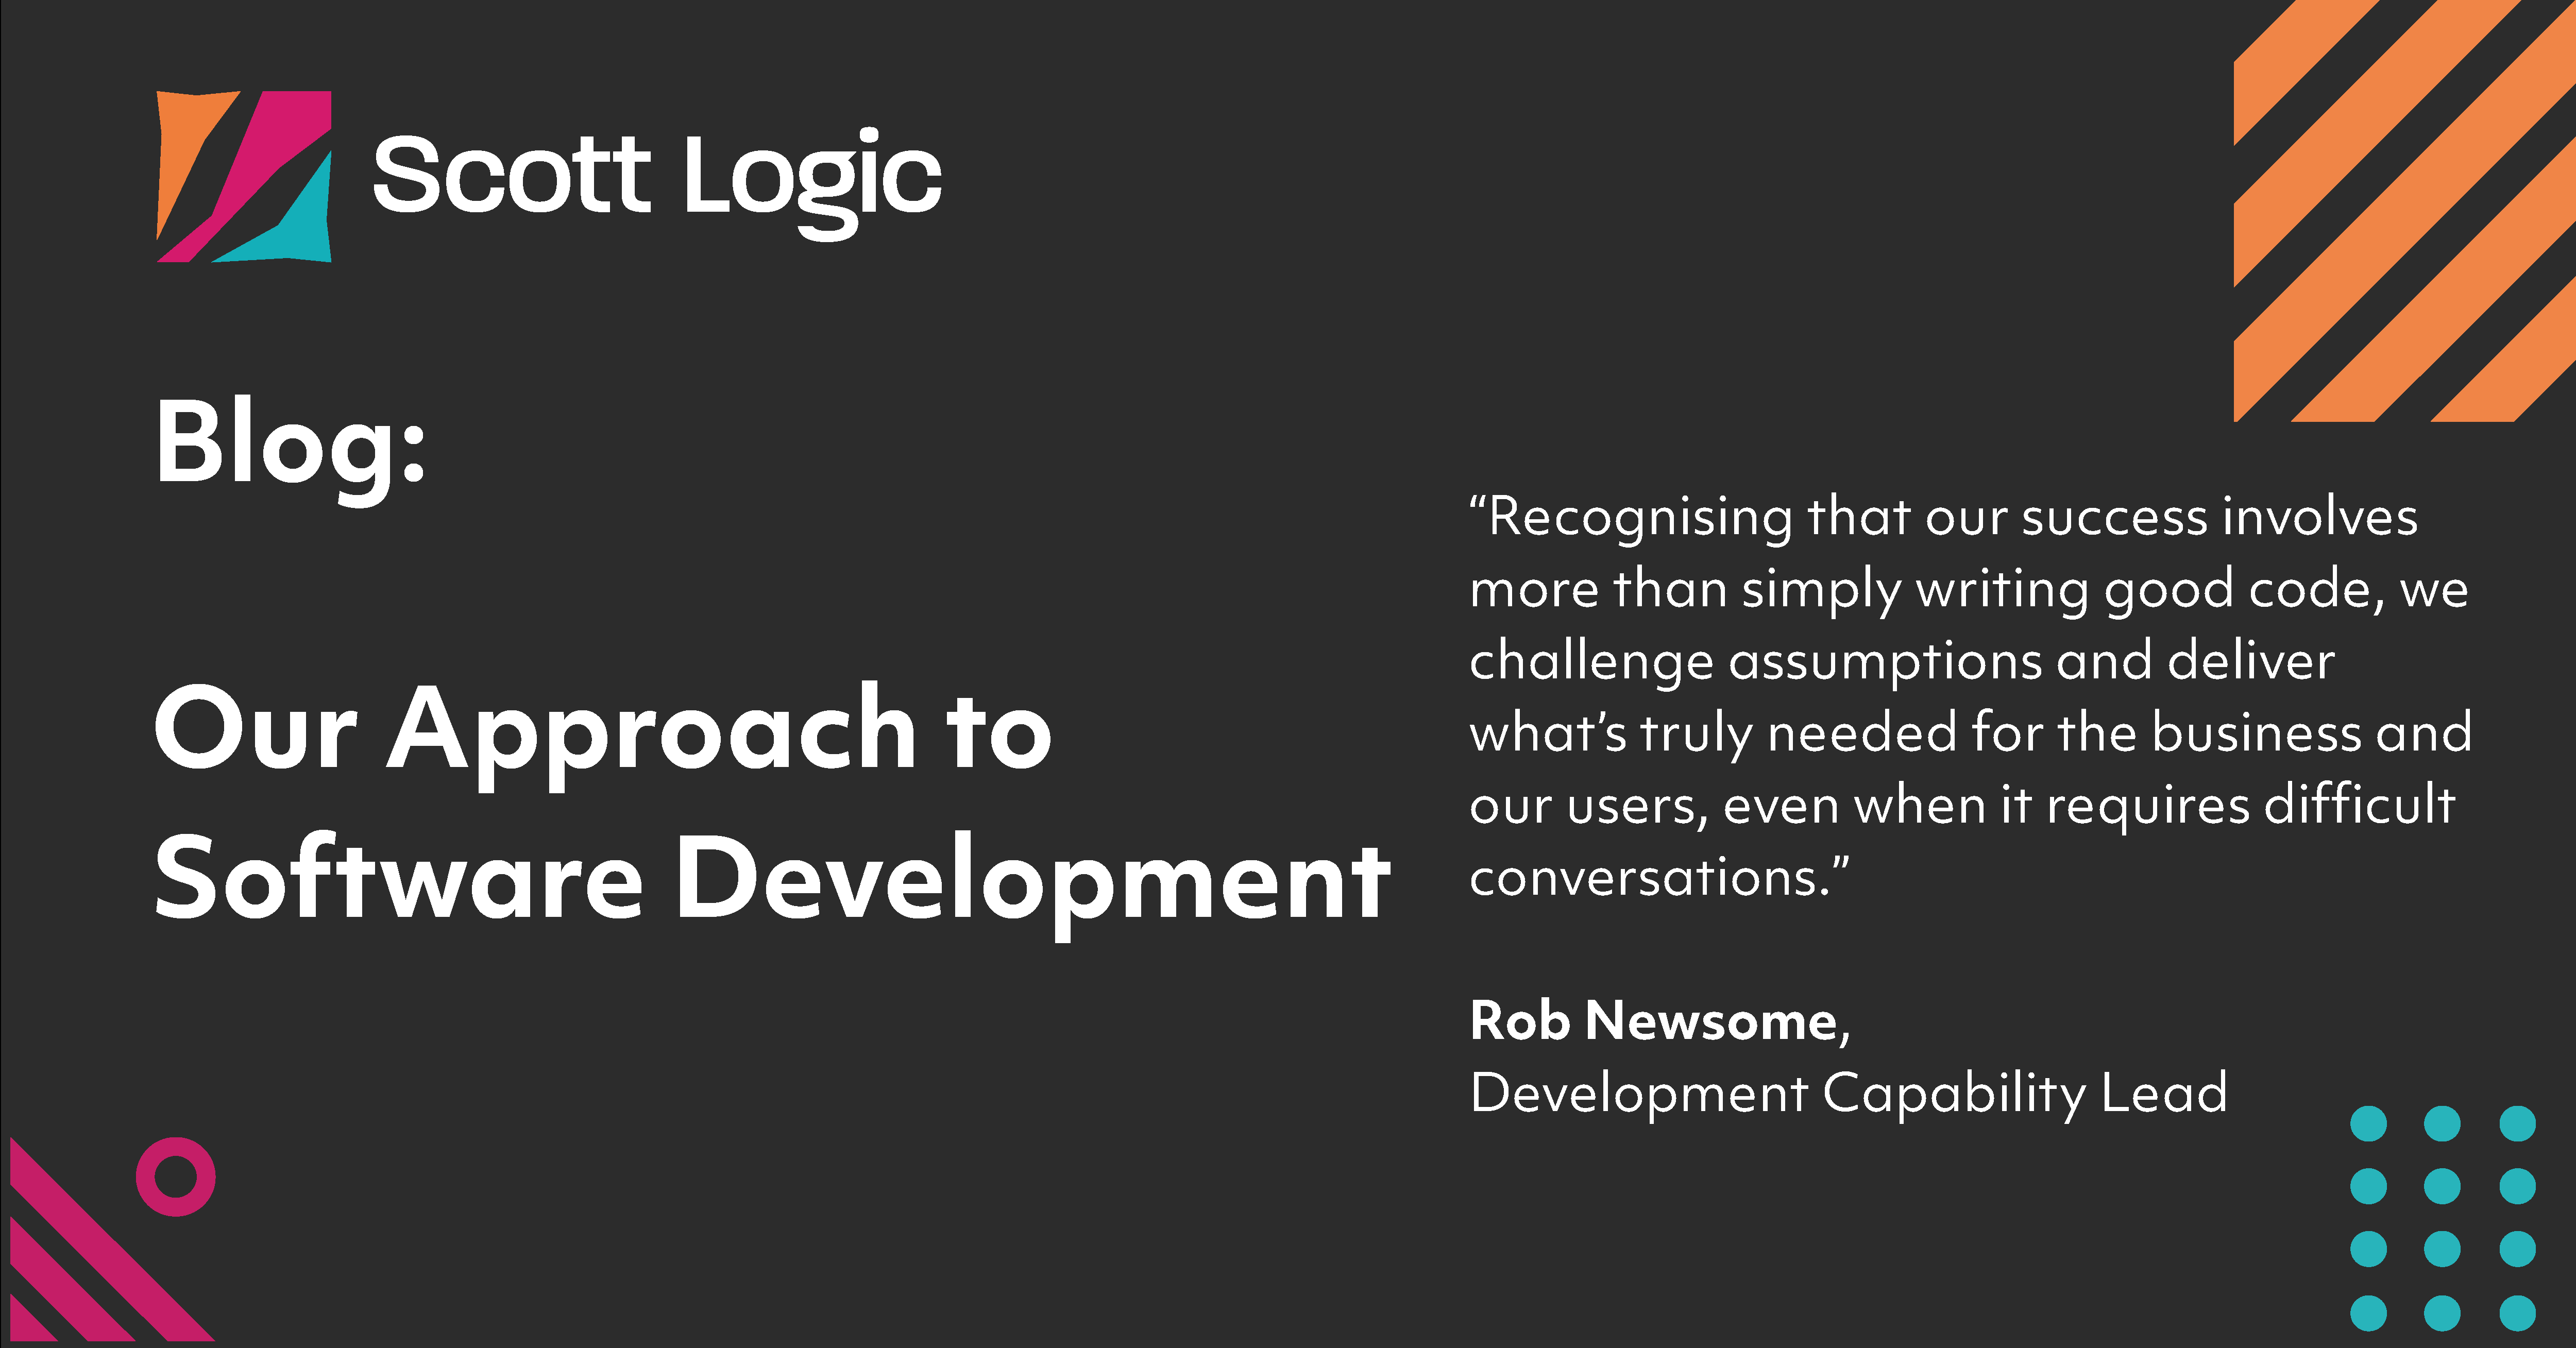 Scott Logic
Blog:
Our Approach to
Software Development
“Recognising that our success involves
more than simply writing good code, we
challenge assumptions and deliver
what’s truly needed for the business and
our users, even when it requires difficult
conversations.”
Rob Newsome,
Development Capability Lead